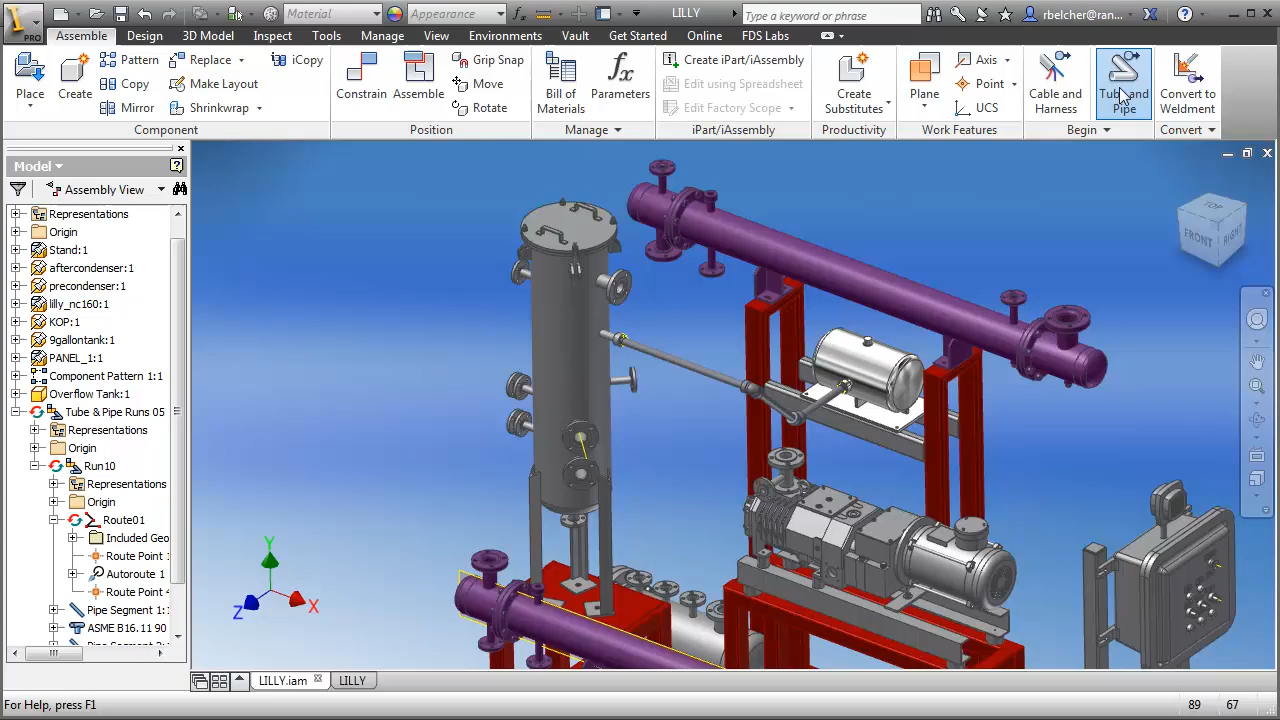 Material
Appearance
LILLY
Type a keyword or phrase
rbelcher@ran...
PRO
Assemble Design 3D Model Inspect Tools Manage View Environments Vault Get Started Online FDS Labs
Place
Create
Pattern
Copy
Mirror
Replace
Make Layout
Shrinkwrap
iCopy
Component
Constrain
Assemble
Grip Snap
Move
Rotate
Position
Bill of
Materials
Parameters
Manage
Create iPart/iAssembly
Edit using Spreadsheet
Edit Factory Scope
iPart/iAssembly
Create
Substitutes
Productivity
Plane
Axis
Point
UCS
Work Features
Cable and
Harness
Tube and
Pipe
Begin
Convert to
Weldment
Convert
Model
Assembly View
Representations
Origin
Stand:1
aftercondenser:1
precondenser:1
lilly_nc160:1
KOP:1
9gallontank:1
PANEL_1:1
Component Pattern 1:1
Overflow Tank:1
Tube & Pipe Runs 05
Representations
Origin
Run10
Representations
Origin
Route01
Included Geo
Route Point
Autoroute 1
Route Point 4
Pipe Segment 1:
ASME B16.11 90
TOP
FRONT
RIGHT
Y
Z
X
LILLY.iam
LILLY
For Help, press F1
89
67